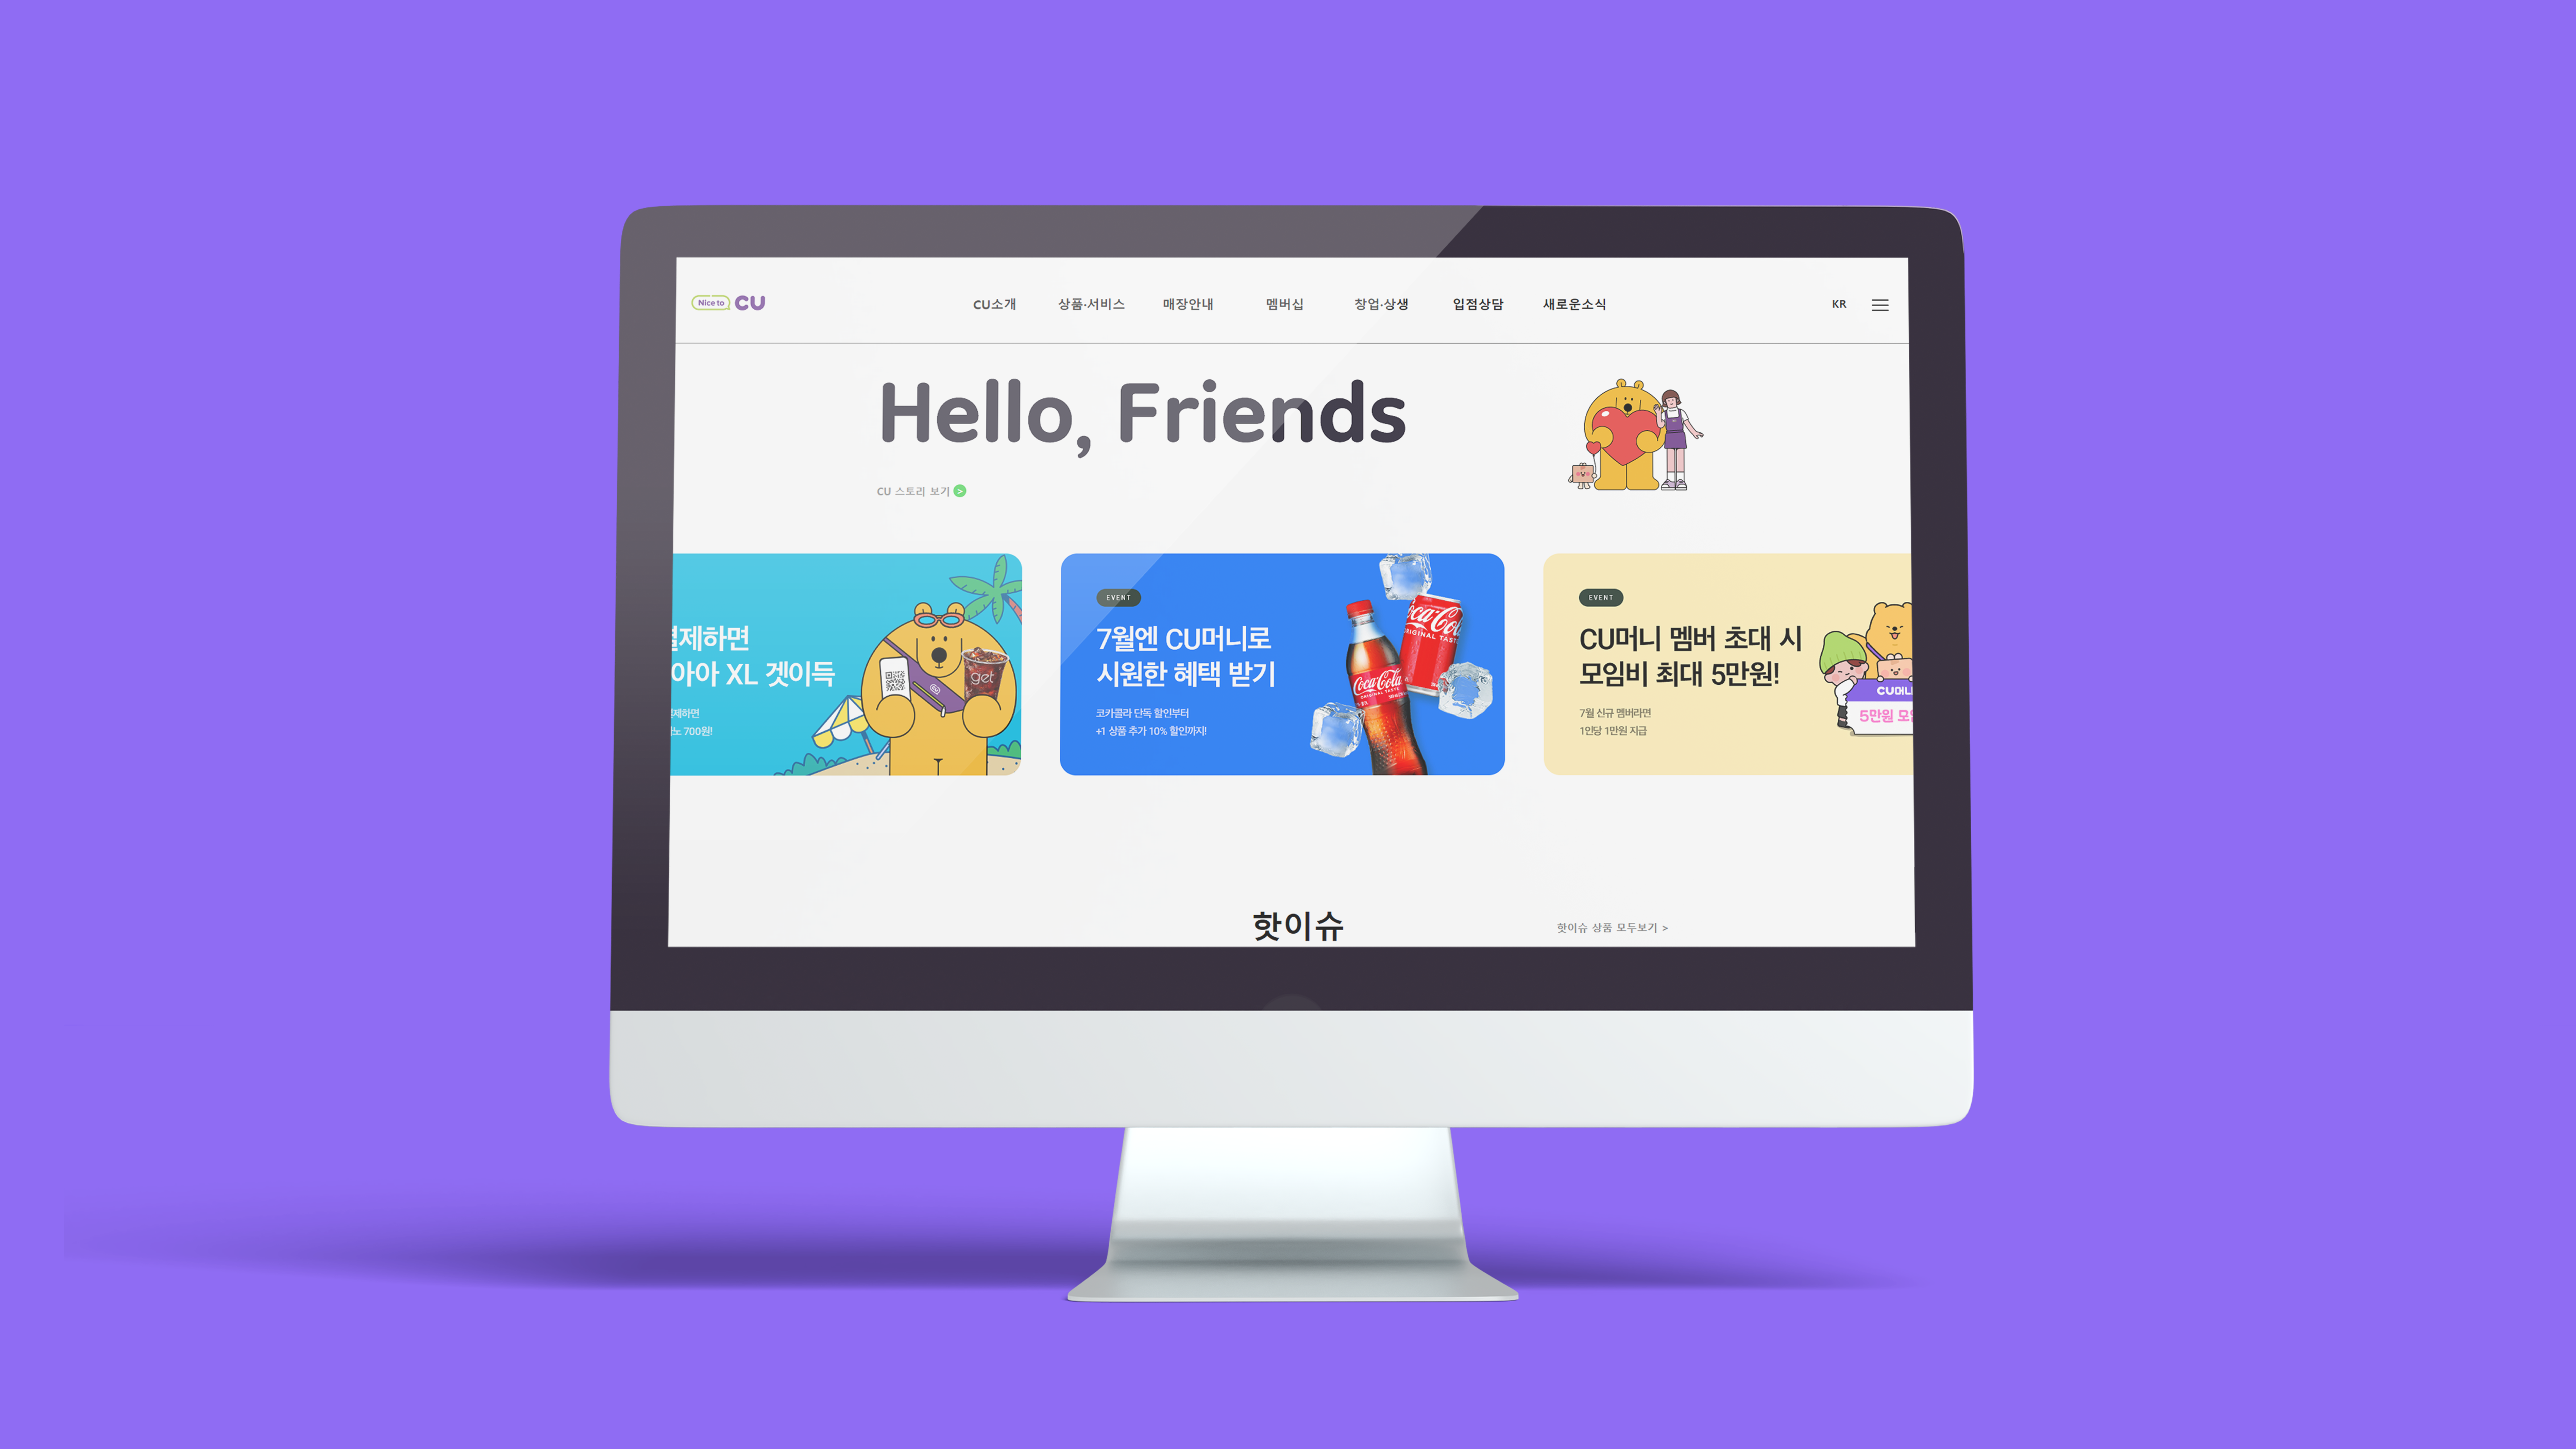 Nice to CU
CU소개 상품·서비스 매장안내 멤버십 창업·상생 입점상담 새로운소식 KR
Hello, Friends
CU 스토리 보기 >
결제하면
아아 XL 겟이득
제하면
노 700원!
get
EVENT
7월엔 CU머니로
시원한 혜택 받기
코카콜라 단독 할인부터
+1 상품 추가 10% 할인까지!
Coca-Cola
ORIGINAL TASTE
Coca-Col
ORIGINAL TAST
EVENT
CU머니 멤버 초대 시
모임비 최대 5만원!
7월 신규 멤버라면
1인당 1만원 지급
CU머니
5만원 모
핫이슈
핫이슈 상품 모두보기 >